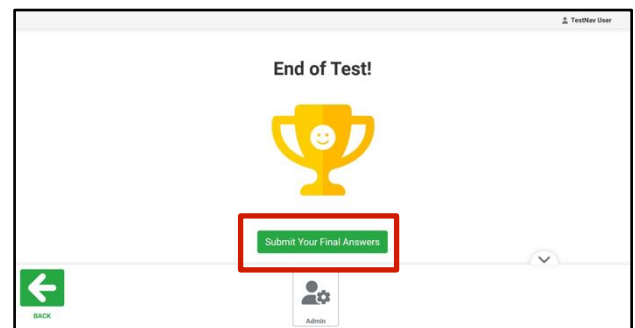 TestNav User
End of Test!
Submit Your Final Answers
BACK
Admin